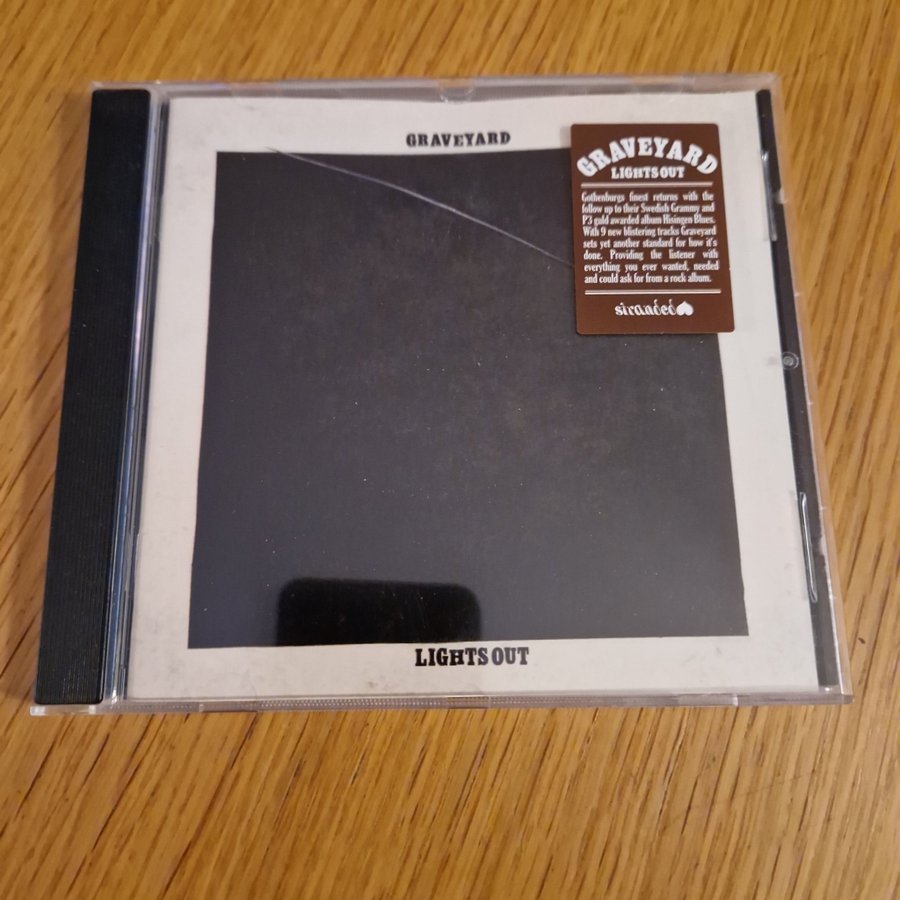 GRAVEYARD
GRAVEYARD
LIGHTS OUT
Gothenburgs finest returns with the
follow up to their Swedish Grammy and
P3 guld awarded album Hisingen Blues.
With 9 new blistering tracks Graveyard
sets yet another standard for how it's
done. Providing the listener with
everything you ever wanted, needed
and could ask for from a rock album.
stranded
LIGHTS OUT